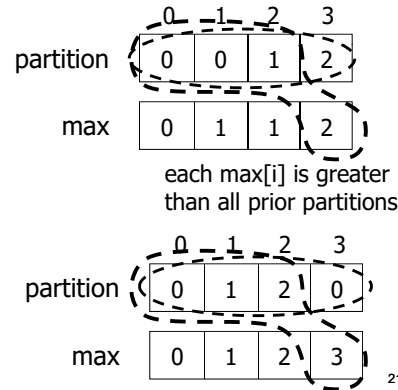 0 1 2 3
partition 0 0 1 2
max 0 1 1 2
each max[i] is greater
than all prior partitions
0 1 2 3
partition 0 1 2 0
max 0 1 2 3